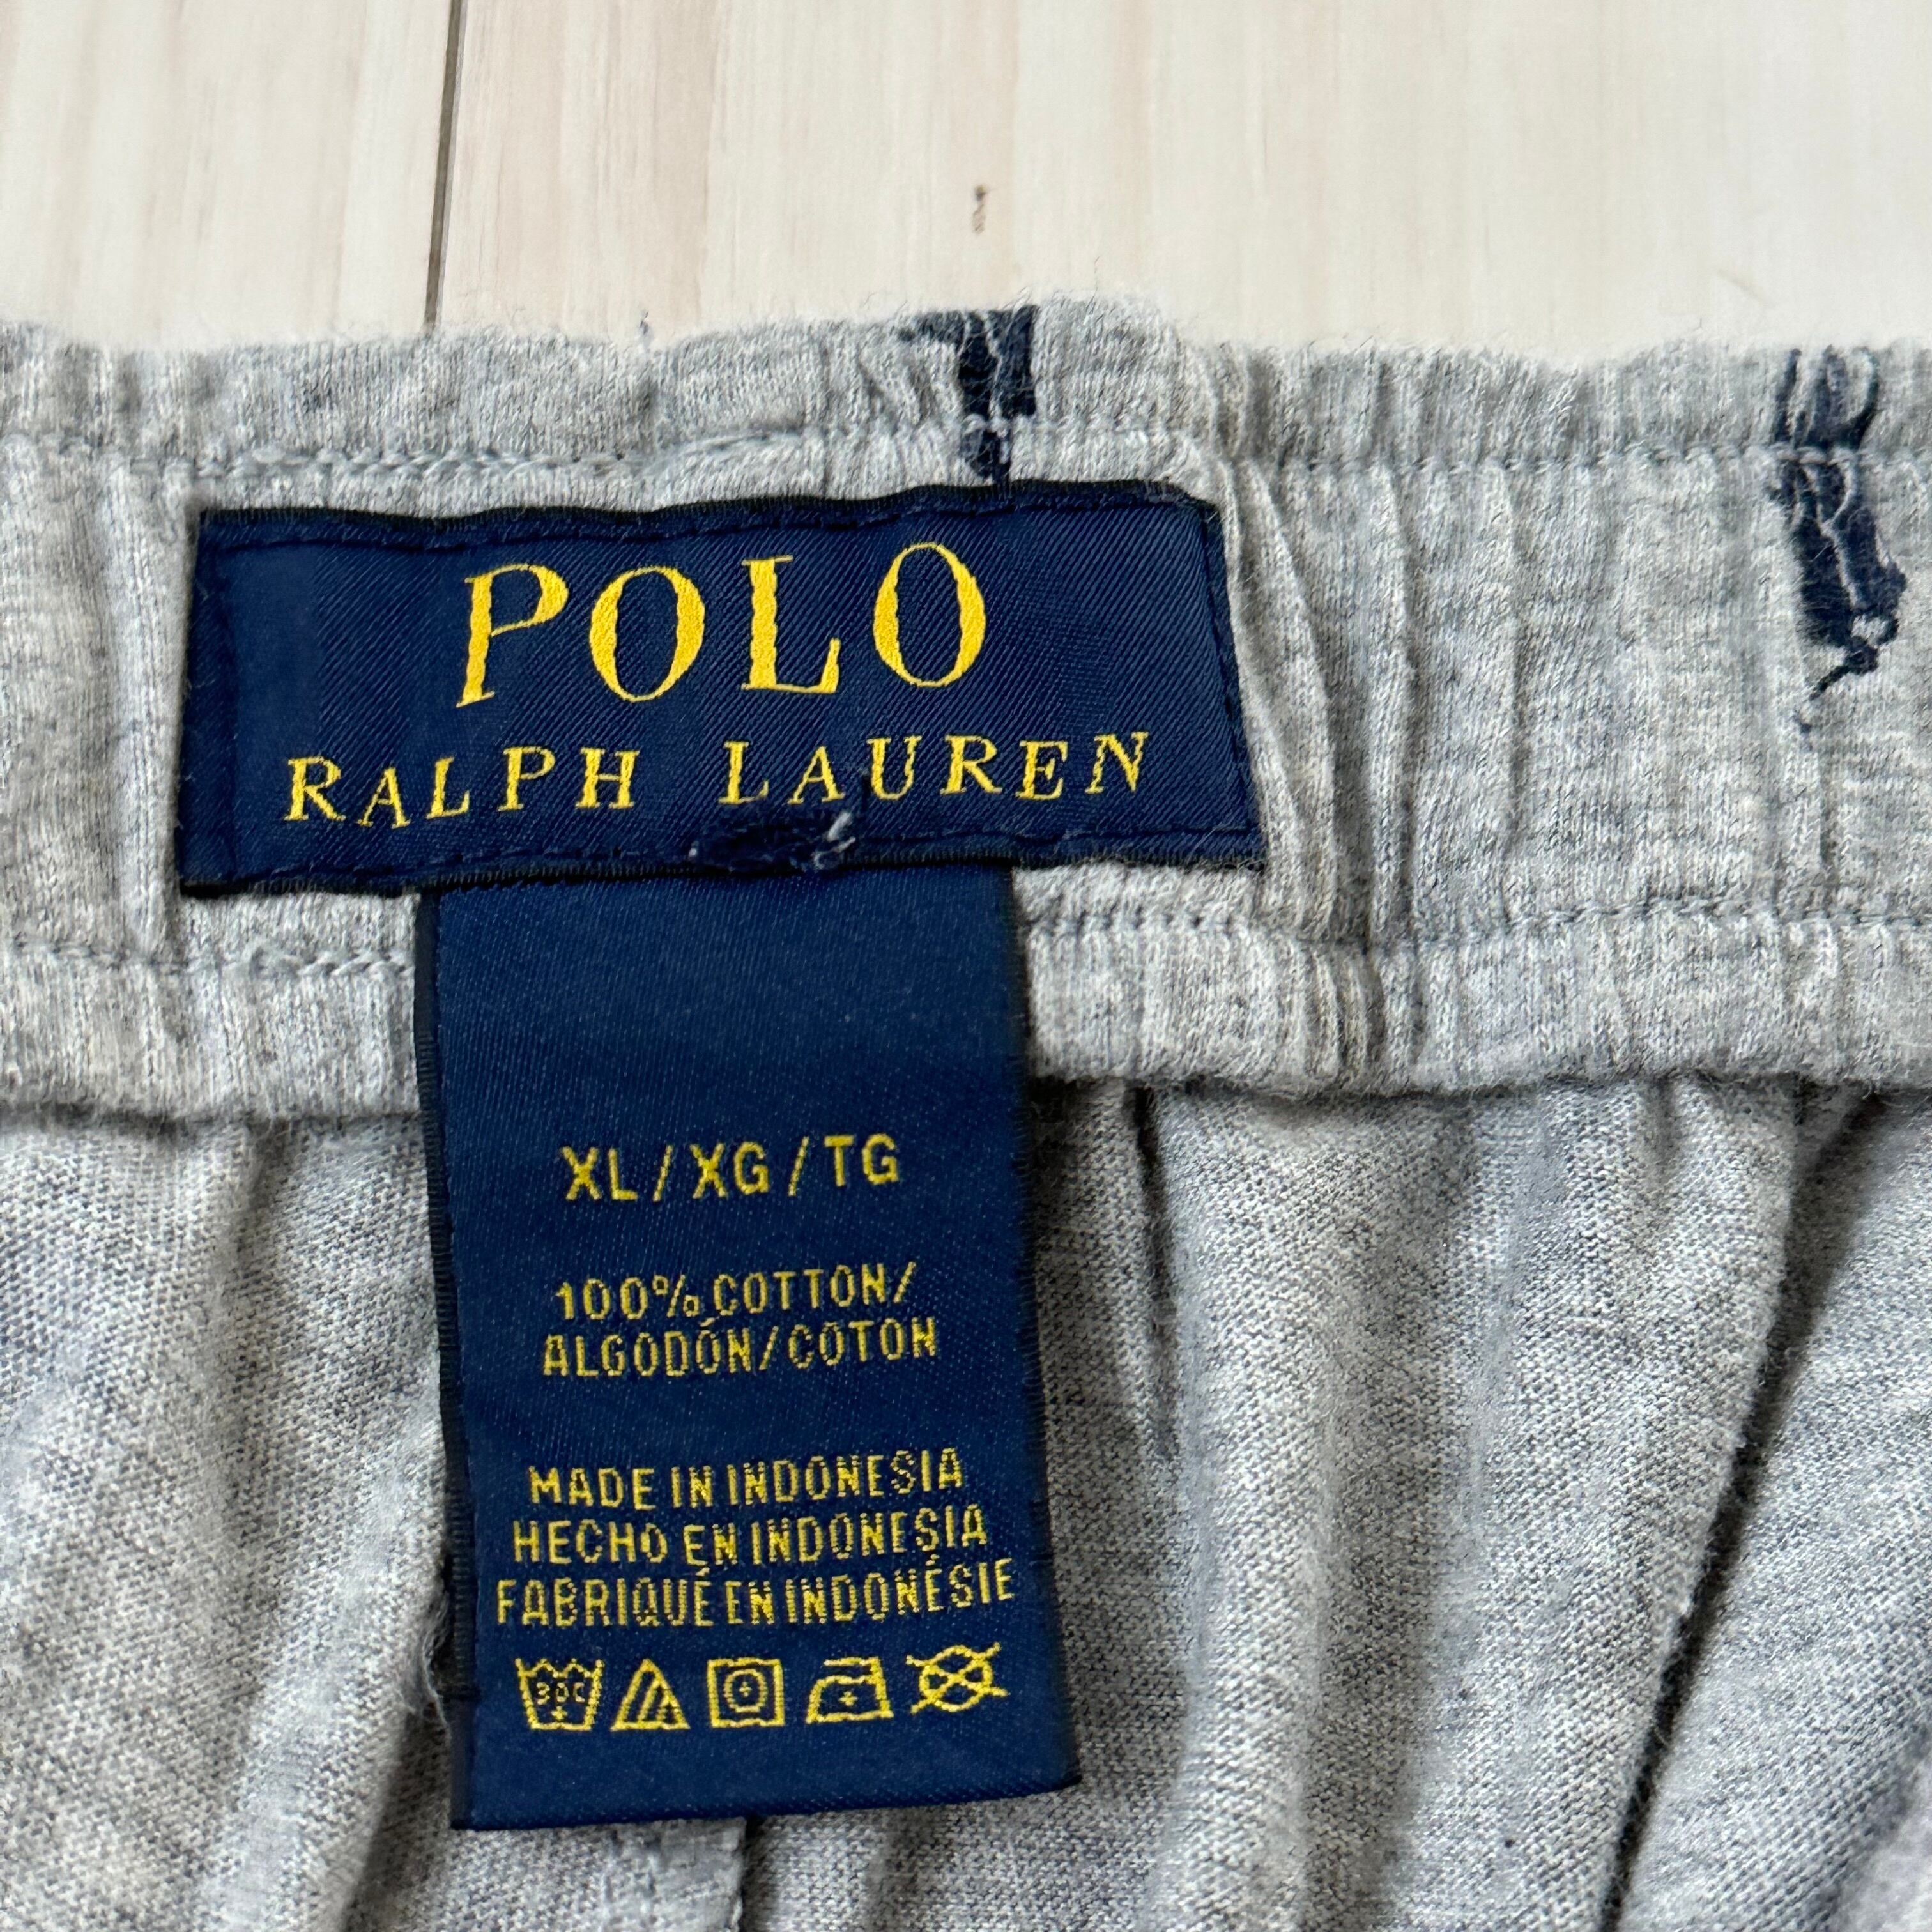 POLO
RALPH LAUREN
XL/XG/TG
100% COTTON/
ALGODÓN/COTON
MADE IN INDONESIA
HECHO EN INDONESIA
FABRIQUÉ EN INDONÉSIE
30C